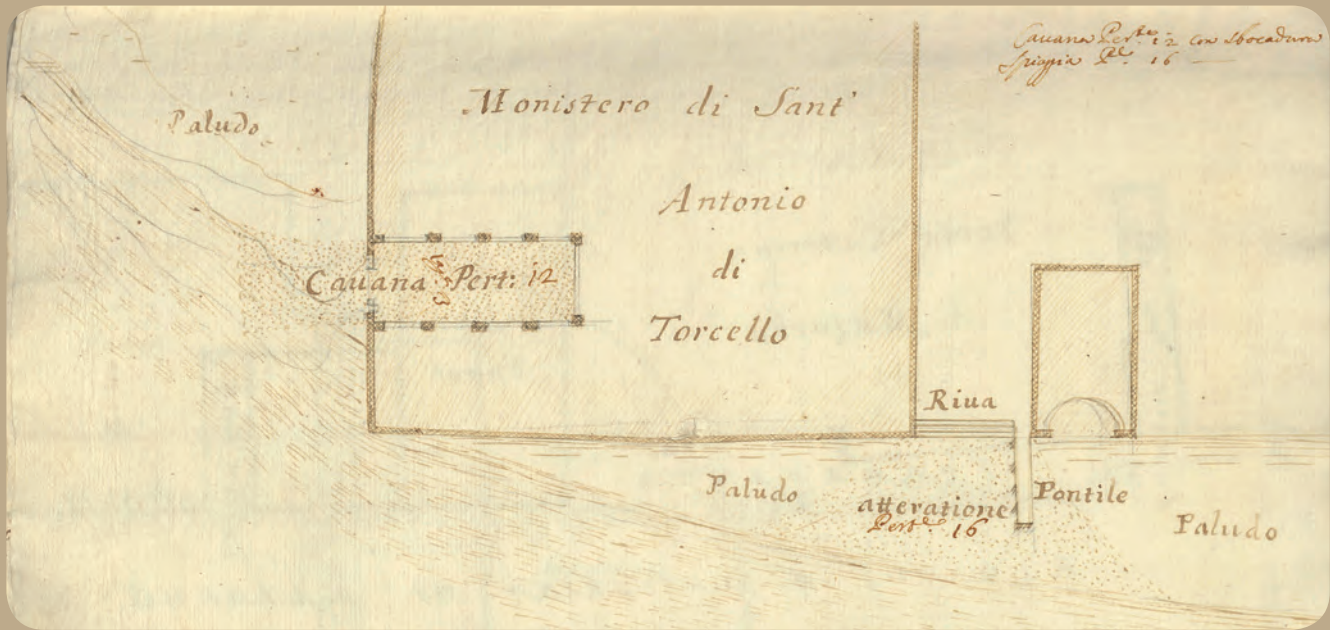 Cauana Pert:e 12 con sbocadura
spiggia P.e 16
Paludo
Monistero di Sant'
Antonio
di
Torcello
Cauana Pert: 12
Riua
Paludo
atteratione
Pert.e 16
Pontile
Paludo